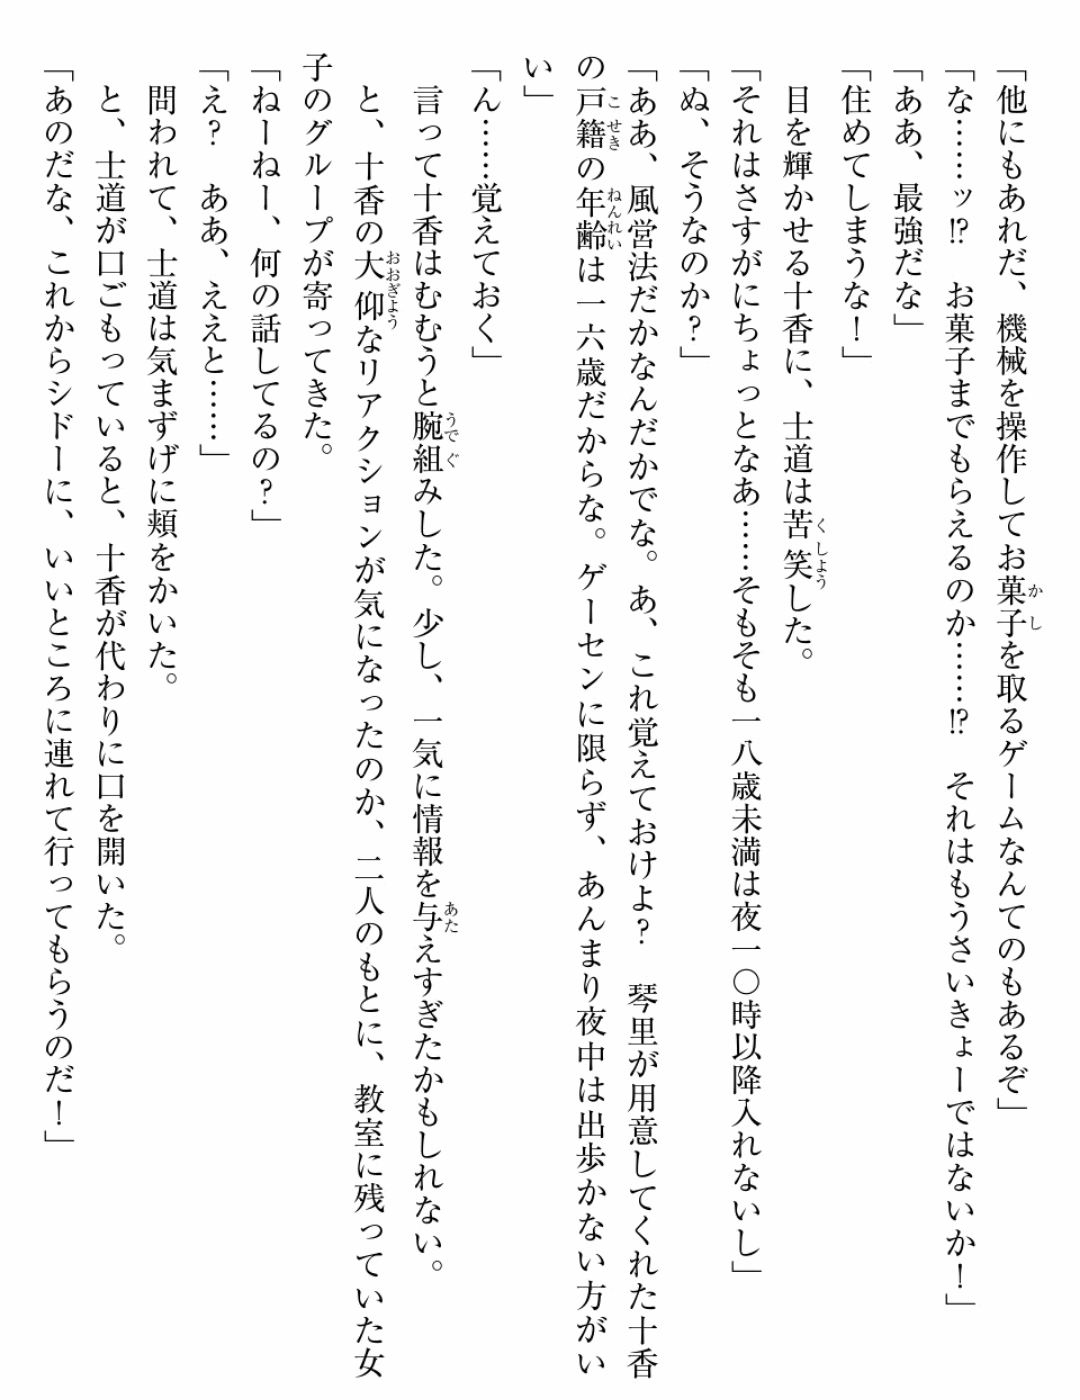 「他にもあれだ、機械を操作してお菓子を取るゲームなんてのもあるぞ」
「な……ッ!?　お菓子までもらえるのか……!?　それはもうさいきょーではないか！」
「ああ、最強だな」
「住めてしまうな！」
　目を輝かせる十香に、士道は苦笑した。
「それはさすがにちょっとなあ……そもそも一八歳未満は夜一〇時以降入れないし」
「ぬ、そうなのか？」
「ああ、風営法だかなんだかでな。あ、これ覚えておけよ？　琴里が用意してくれた十香
の戸籍の年齢は一六歳だからな。ゲーセンに限らず、あんまり夜中は出歩かない方がい
い」
「ん……覚えておく」
　言って十香はむむうと腕組みした。少し、一気に情報を与えすぎたかもしれない。
　と、十香の大仰なリアクションが気になったのか、二人のもとに、教室に残っていた女
子のグループが寄ってきた。
「ねーねー、何の話してるの？」
「え？　ああ、ええと……」
　問われて、士道は気まずげに頬をかいた。
　と、士道が口ごもっていると、十香が代わりに口を開いた。
「あのだな、これからシドーに、いいところに連れて行ってもらうのだ！」